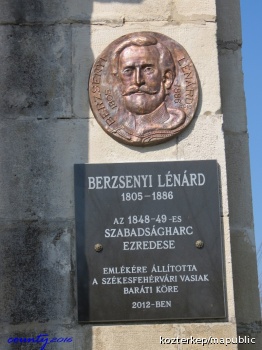 BERZSENYI LÉNÁRD
1805 1886
BERZSENYI LÉNÁRD
1805-1886
AZ 1848-49-ES
SZABADSÁGHARC
EZREDESE
EMLÉKÉRE ÁLLÍTOTTA
A SZÉKESFEHÉRVÁRI VASIAK
BARÁTI KÖRE
2012-BEN
kozterkep/mapublic